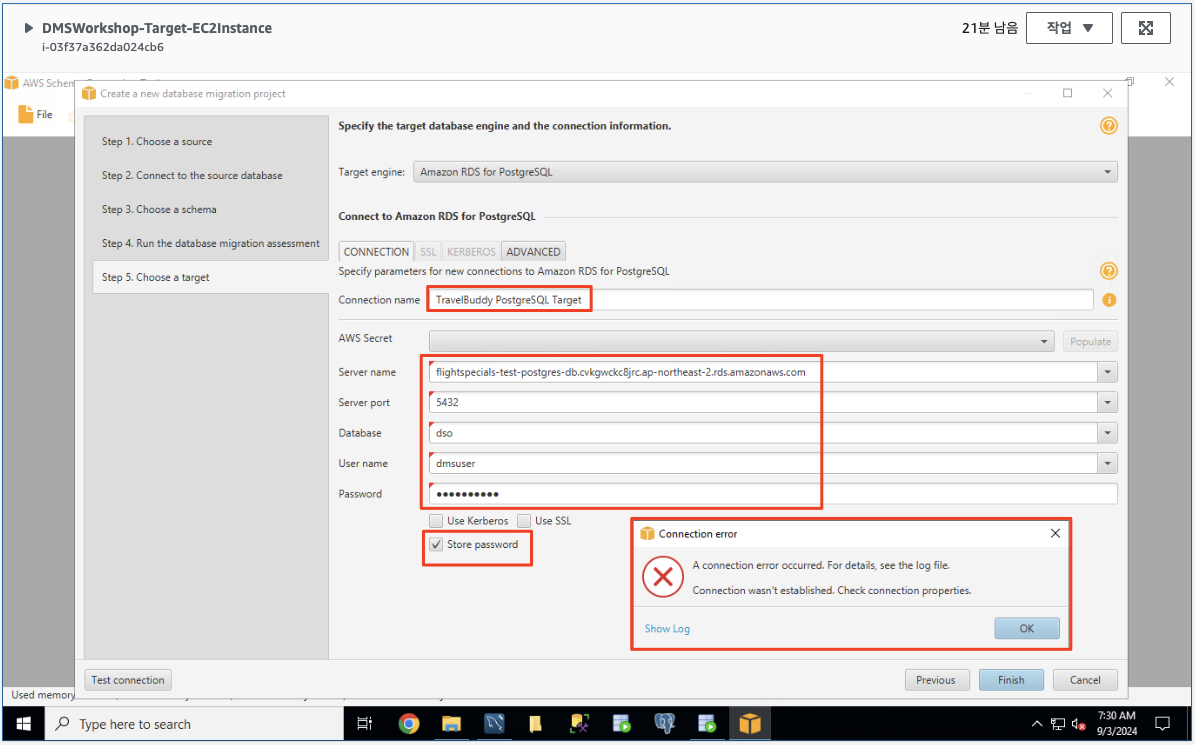 DMSWorkshop-Target-EC2Instance
21분 남음
작업
i-03f37a362da024cb6
AWS Schem
Create a new database migration project
File
Step 1. Choose a source
Step 2. Connect to the source database
Step 3. Choose a schema
Step 4. Run the database migration assessment
Step 5. Choose a target
Specify the target database engine and the connection information.
Target engine: Amazon RDS for PostgreSQL
Connect to Amazon RDS for PostgreSQL
CONNECTION SSL KERBEROS ADVANCED
Specify parameters for new connections to Amazon RDS for PostgreSQL
Connection name TravelBuddy PostgreSQL Target
AWS Secret Populate
Server name flightspecials-test-postgres-db.cvkgwckc8jrc.ap-northeast-2.rds.amazonaws.com
Server port 5432
Database dso
User name dmsuser
Password ●●●●●●●●●●
Use Kerberos Use SSL
Store password
Connection error
A connection error occurred. For details, see the log file.
Connection wasn't established. Check connection properties.
Show Log OK
Test connection Previous Finish Cancel
Used memory
Type here to search
7:30 AM
9/3/2024